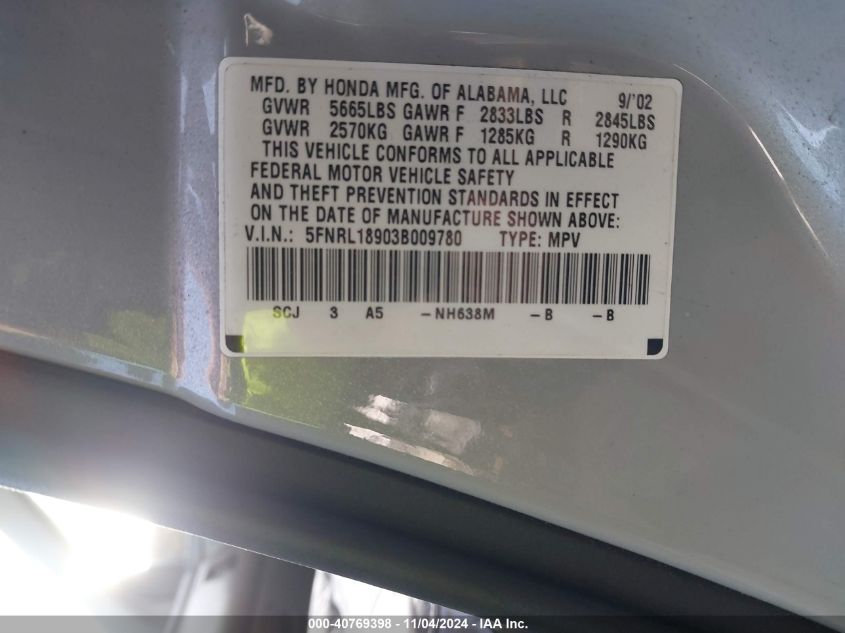 MFD. BY HONDA MFG. OF ALABAMA, LLC 9/'02
GVWR 5665LBS GAWR F 2833LBS R 2845LBS
GVWR 2570KG GAWR F 1285KG R 1290KG
THIS VEHICLE CONFORMS TO ALL APPLICABLE
FEDERAL MOTOR VEHICLE SAFETY
AND THEFT PREVENTION STANDARDS IN EFFECT
ON THE DATE OF MANUFACTURE SHOWN ABOVE:
V.I.N.: 5FNRL18903B009780 TYPE: MPV
SCJ 3 A5 -NH638M -B -B
000-40769398 - 11/04/2024 - IAA Inc.